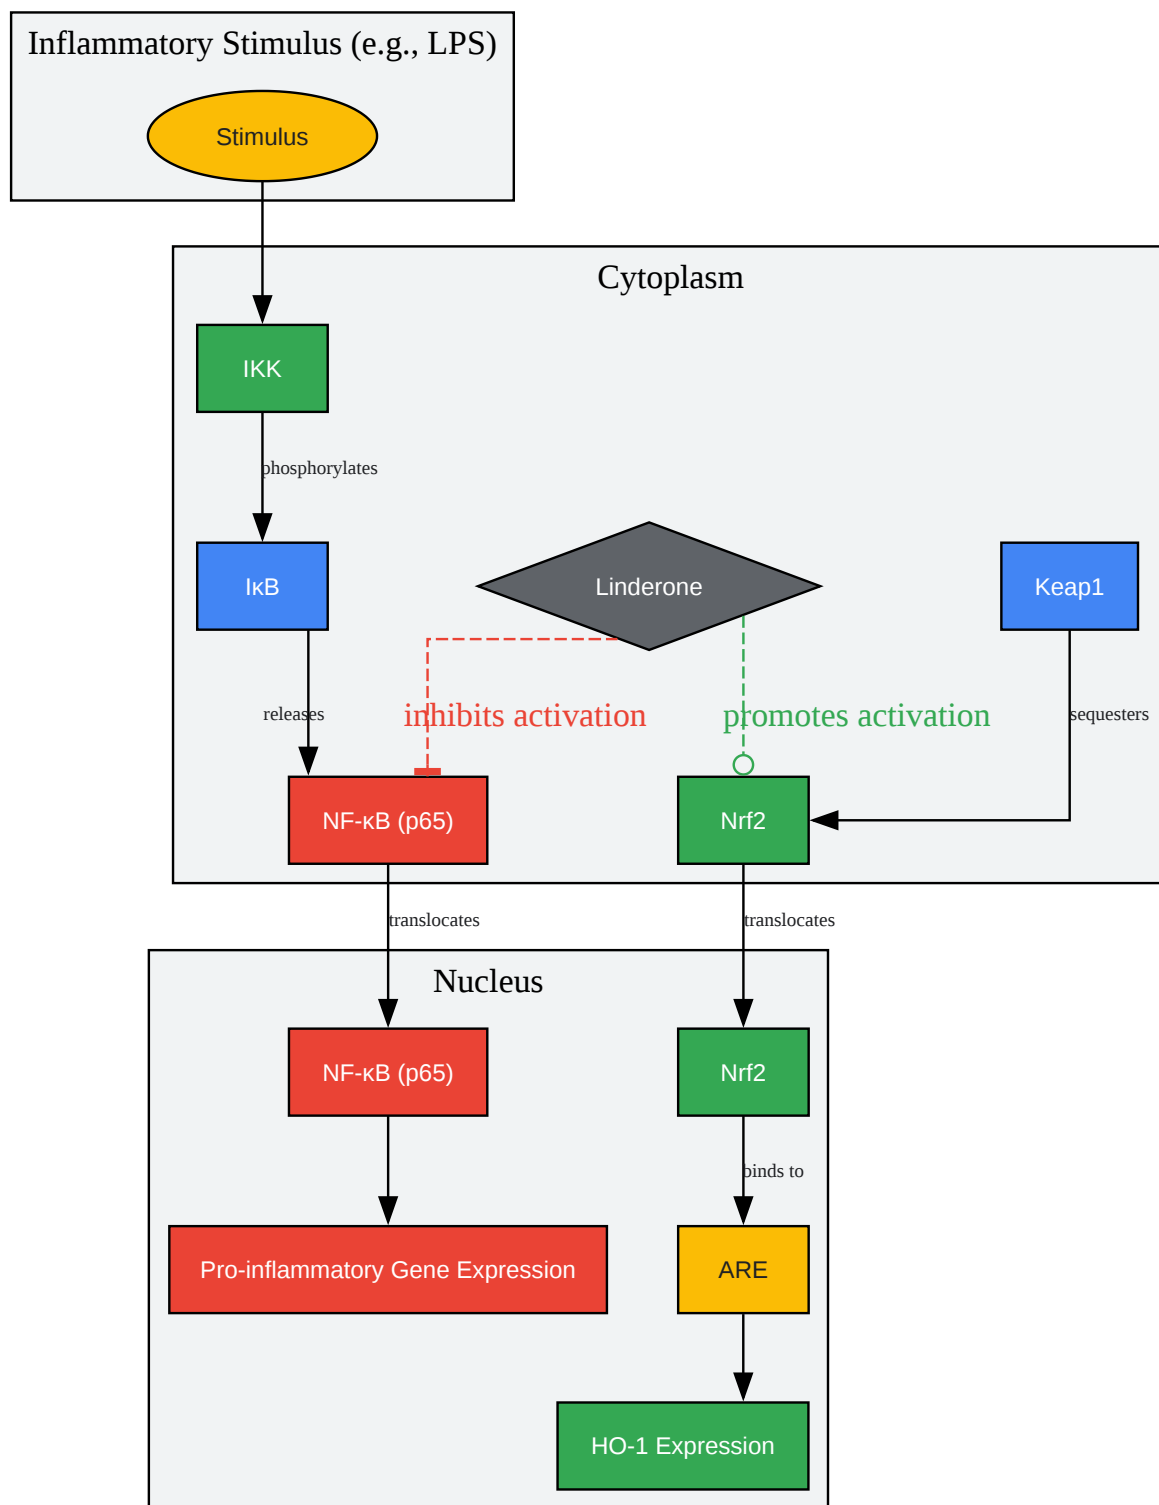 Inflammatory Stimulus (e.g., LPS)
Stimulus
Cytoplasm
IKK
phosphorylates
IκB
Linderone
Keap1
releases
inhibits activation
promotes activation
sequesters
NF-κB (p65)
Nrf2
translocates
translocates
Nucleus
NF-κB (p65)
Nrf2
binds to
Pro-inflammatory Gene Expression
ARE
HO-1 Expression